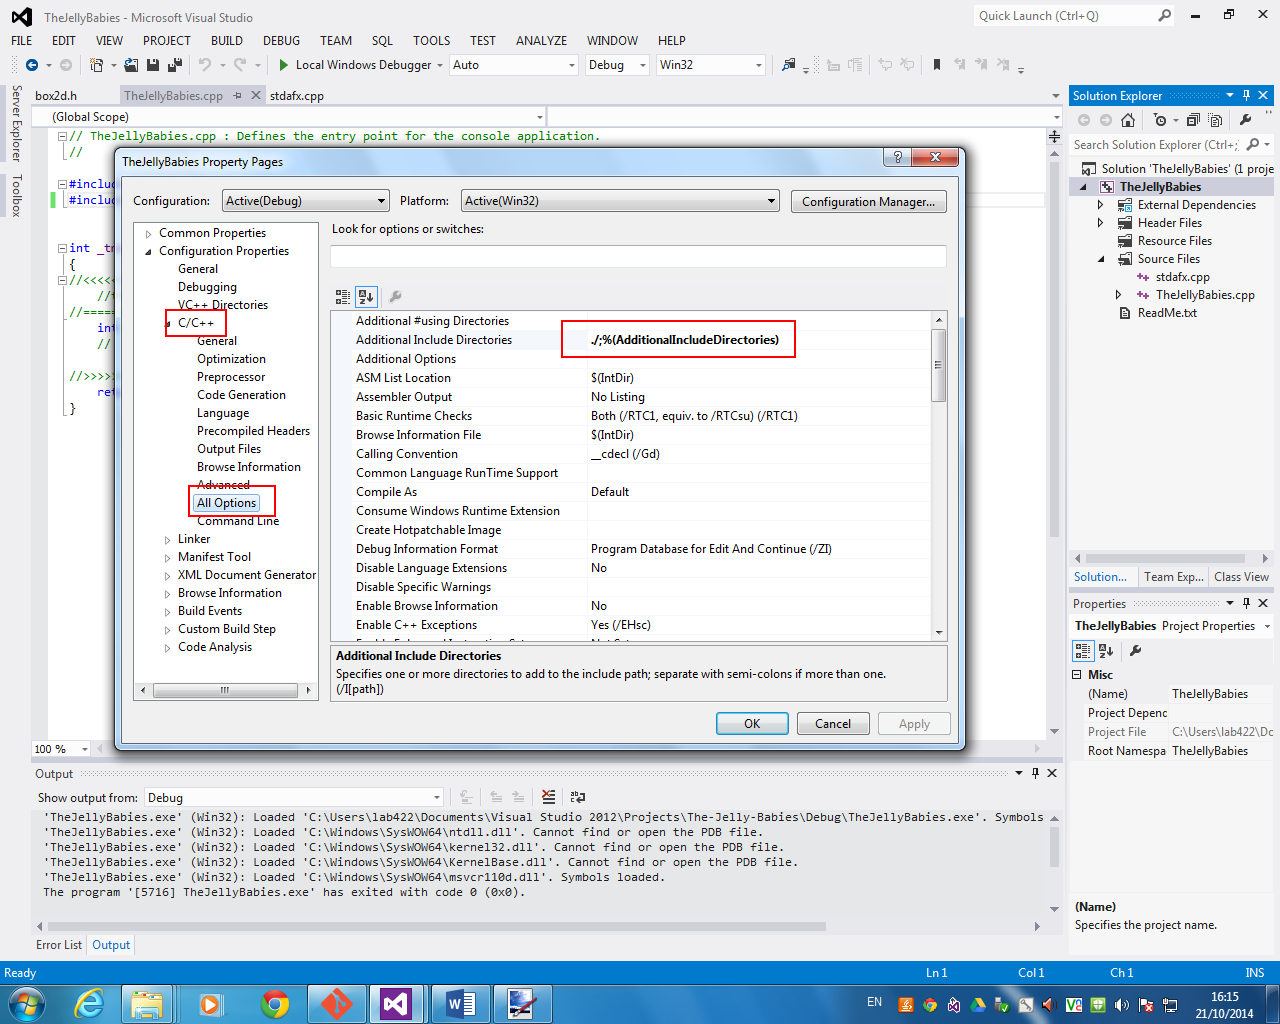 TheJellyBabies - Microsoft Visual Studio
Quick Launch (Ctrl+Q)
FILE EDIT VIEW PROJECT BUILD DEBUG TEAM SQL TOOLS TEST ANALYZE WINDOW HELP
Local Windows Debugger Auto Debug Win32
Server Explorer
Toolbox
box2d.h TheJellyBabies.cpp stdafx.cpp
(Global Scope)
// TheJellyBabies.cpp : Defines the entry point for the console application.
//
#includ
#includ
int _tm
{
//<<<<
//====
int
//
//>>>>
ret
}
TheJellyBabies Property Pages
Configuration: Active(Debug) Platform: Active(Win32) Configuration Manager...
Common Properties
Configuration Properties
General
Debugging
VC++ Directories
C/C++
General
Optimization
Preprocessor
Code Generation
Language
Precompiled Headers
Output Files
Browse Information
Advanced
All Options
Command Line
Linker
Manifest Tool
XML Document Generator
Browse Information
Build Events
Custom Build Step
Code Analysis
Look for options or switches:
Additional #using Directories
Additional Include Directories ./;%(AdditionalIncludeDirectories)
Additional Options
ASM List Location $(IntDir)
Assembler Output No Listing
Basic Runtime Checks Both (/RTC1, equiv. to /RTCsu) (/RTC1)
Browse Information File $(IntDir)
Calling Convention __cdecl (/Gd)
Common Language RunTime Support
Compile As Default
Consume Windows Runtime Extension
Create Hotpatchable Image
Debug Information Format Program Database for Edit And Continue (/ZI)
Disable Language Extensions No
Disable Specific Warnings
Enable Browse Information No
Enable C++ Exceptions Yes (/EHsc)
Additional Include Directories
Specifies one or more directories to add to the include path; separate with semi-colons if more than one.
(/I[path])
OK Cancel Apply
100 %
Solution Explorer
Search Solution Explorer (Ctrl+;
Solution 'TheJellyBabies' (1 proje
TheJellyBabies
External Dependencies
Header Files
Resource Files
Source Files
stdafx.cpp
TheJellyBabies.cpp
ReadMe.txt
Solution... Team Exp... Class View
Properties
TheJellyBabies Project Properties
Misc
(Name) TheJellyBabies
Project Depend
Project File C:\Users\lab422\Do
Root Namespa TheJellyBabies
(Name)
Specifies the project name.
Output
Show output from: Debug
'TheJellyBabies.exe' (Win32): Loaded 'C:\Users\lab422\Documents\Visual Studio 2012\Projects\The-Jelly-Babies\Debug\TheJellyBabies.exe'. Symbols
'TheJellyBabies.exe' (Win32): Loaded 'C:\Windows\SysWOW64\ntdll.dll'. Cannot find or open the PDB file.
'TheJellyBabies.exe' (Win32): Loaded 'C:\Windows\SysWOW64\kernel32.dll'. Cannot find or open the PDB file.
'TheJellyBabies.exe' (Win32): Loaded 'C:\Windows\SysWOW64\KernelBase.dll'. Cannot find or open the PDB file.
'TheJellyBabies.exe' (Win32): Loaded 'C:\Windows\SysWOW64\msvcr110d.dll'. Symbols loaded.
The program '[5716] TheJellyBabies.exe' has exited with code 0 (0x0).
Error List Output
Ready Ln 1 Col 1 Ch 1 INS
EN 16:15
21/10/2014